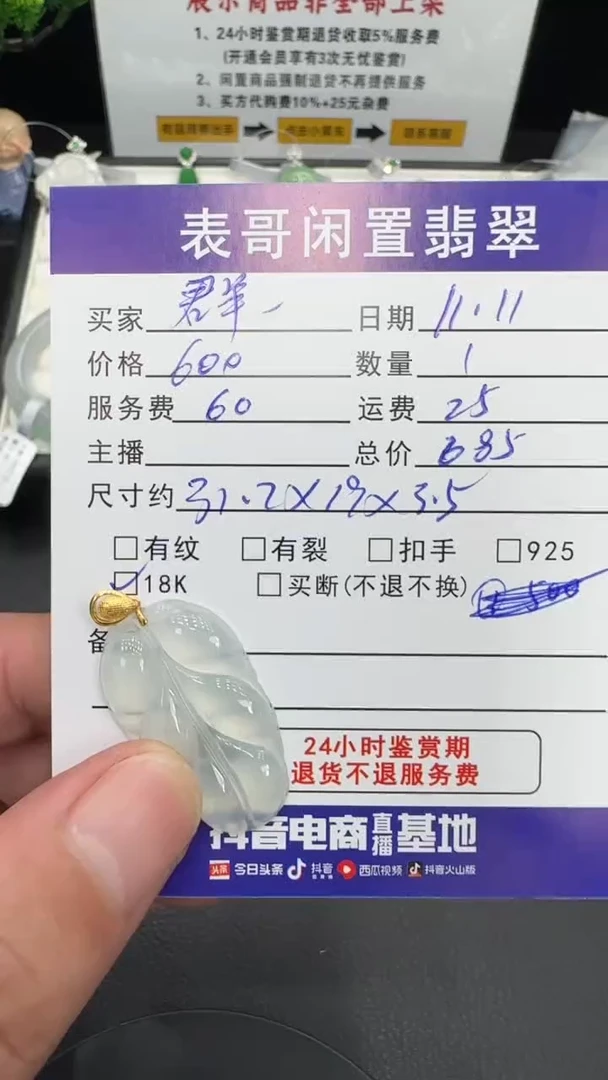 展示商品非全部上架
1、24小时鉴赏期退货收取5%服务费
(开通会员享有3次无忧鉴赏)
2、闲置商品强制退货不再提供服务
3、买方代购费10%+25元杂费
表哥闲置翡翠
买家 君羊 日期 11.11
价格 600 数量 1
服务费 60 运费 25
主播 总价 685
尺寸约 31.2X19X3.5
□有纹 □有裂 □扣手 □925
□18K □买断(不退不换)
备
24小时鉴赏期
退货不退服务费
抖音电商直播基地
头条 今日头条 抖音 西瓜视频 抖音火山版